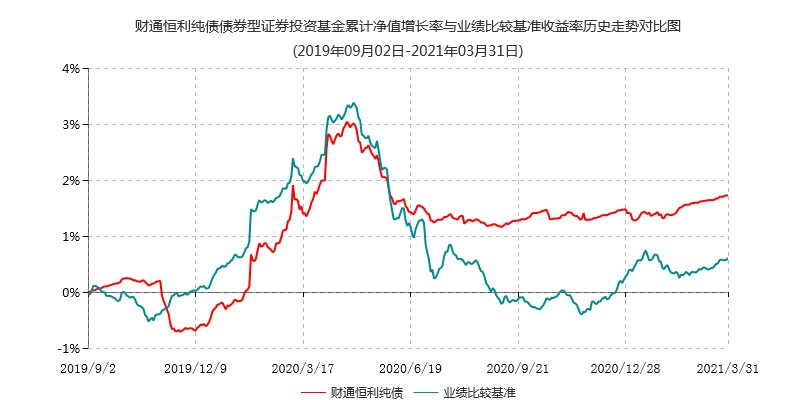 财通恒利纯债债券型证券投资基金累计净值增长率与业绩比较基准收益率历史走势对比图
(2019年09月02日-2021年03月31日)
4%
3%
2%
1%
0%
-1%
2019/9/2 2019/12/9 2020/3/17 2020/6/19 2020/9/21 2020/12/28 2021/3/31
财通恒利纯债 业绩比较基准